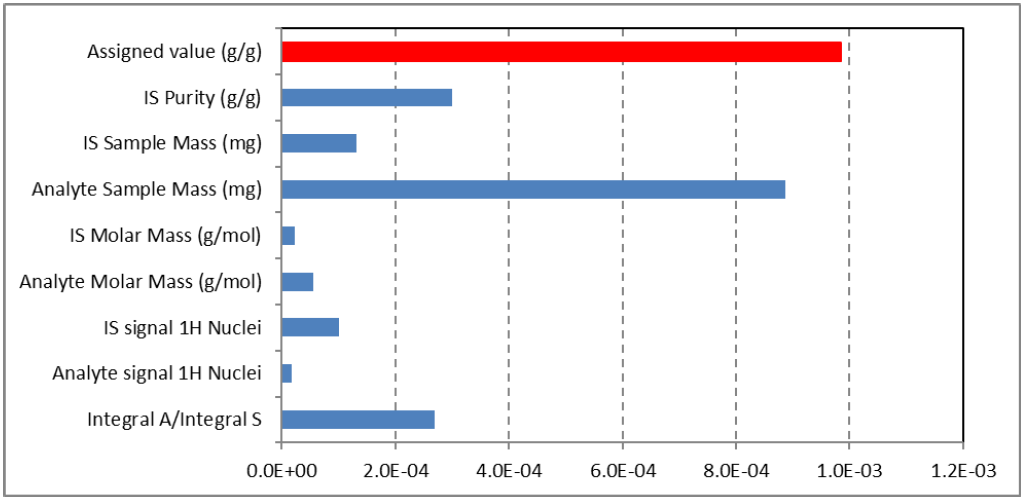 Assigned value (g/g)
IS Purity (g/g)
IS Sample Mass (mg)
Analyte Sample Mass (mg)
IS Molar Mass (g/mol)
Analyte Molar Mass (g/mol)
IS signal 1H Nuclei
Analyte signal 1H Nuclei
Integral A/Integral S
0.0E+00 2.0E-04 4.0E-04 6.0E-04 8.0E-04 1.0E-03 1.2E-03